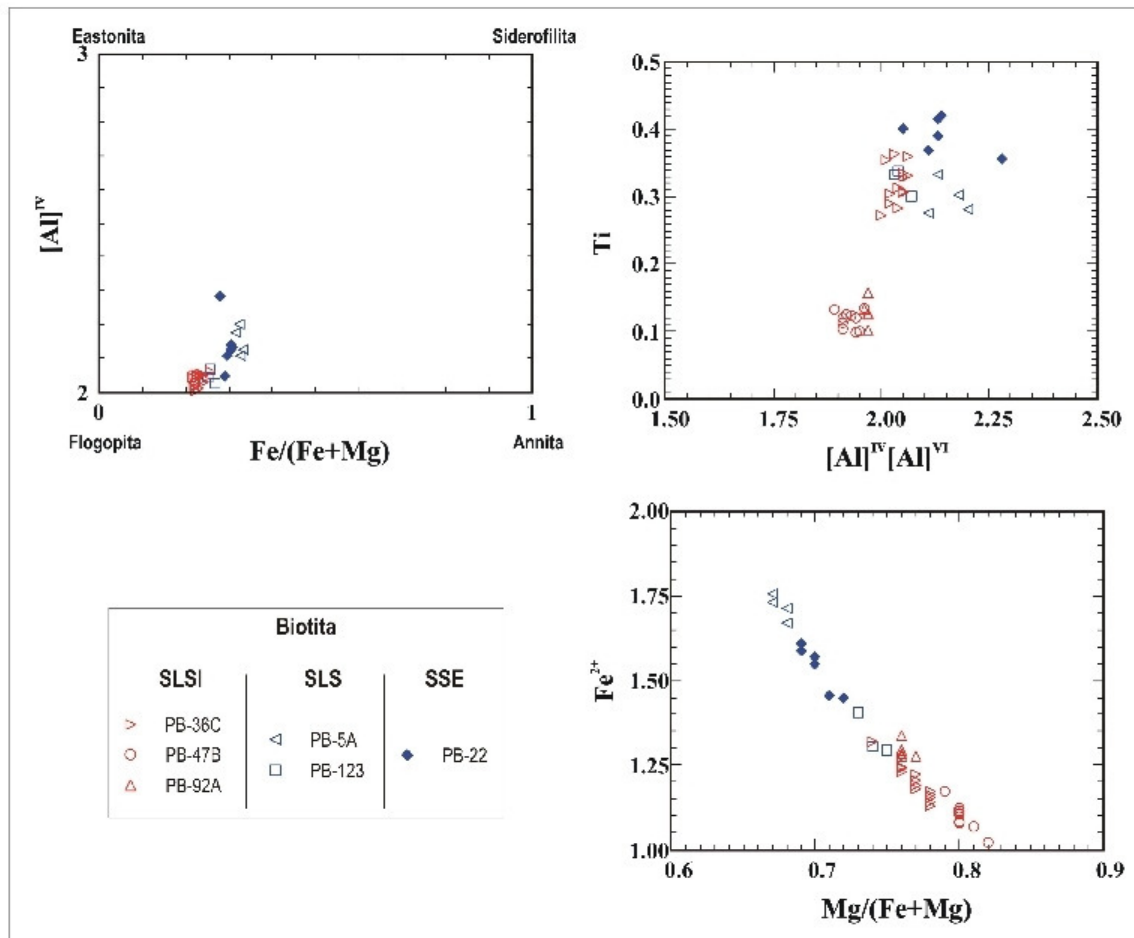 Eastonita Siderofilita
3
[Al]IV
2
0 1
Flogopita Fe/(Fe+Mg) Annita
0.5
0.4
0.3
Ti
0.2
0.1
0.0
1.50 1.75 2.00 2.25 2.50
[Al]IV[Al]VI
Biotita
SLSI SLS SSE
PB-36C
PB-47B
PB-92A
PB-5A
PB-123
PB-22
2.00
1.75
Fe2+
1.50
1.25
1.00
0.6 0.7 0.8 0.9
Mg/(Fe+Mg)